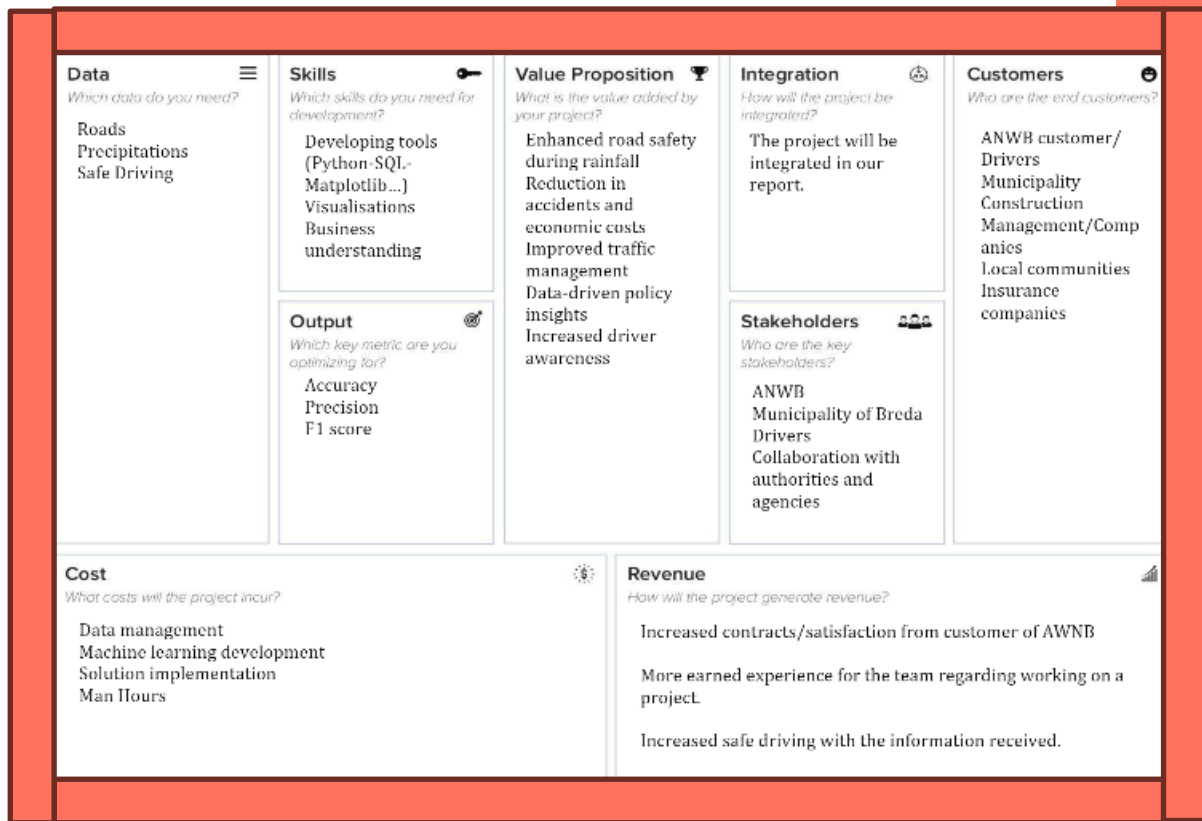 Data
Which data do you need?
Roads
Precipitations
Safe Driving
Skills
Which skills do you need for
development?
Developing tools
(Python-SQL-
Matplotlib...)
Visualisations
Business
understanding
Output
Which key metric are you
optimizing for?
Accuracy
Precision
F1 score
Value Proposition
What is the value added by
your project?
Enhanced road safety
during rainfall
Reduction in
accidents and
economic costs
Improved traffic
management
Data-driven policy
insights
Increased driver
awareness
Integration
How will the project be
integrated?
The project will be
integrated in our
report.
Stakeholders
Who are the key
stakeholders?
ANWB
Municipality of Breda
Drivers
Collaboration with
authorities and
agencies
Customers
Who are the end customers?
ANWB customer/
Drivers
Municipality
Construction
Management/Comp
anies
Local communities
Insurance
companies
Cost
What costs will the project incur?
Data management
Machine learning development
Solution implementation
Man Hours
Revenue
How will the project generate revenue?
Increased contracts/satisfaction from customer of AWNB
More earned experience for the team regarding working on a
project.
Increased safe driving with the information received.